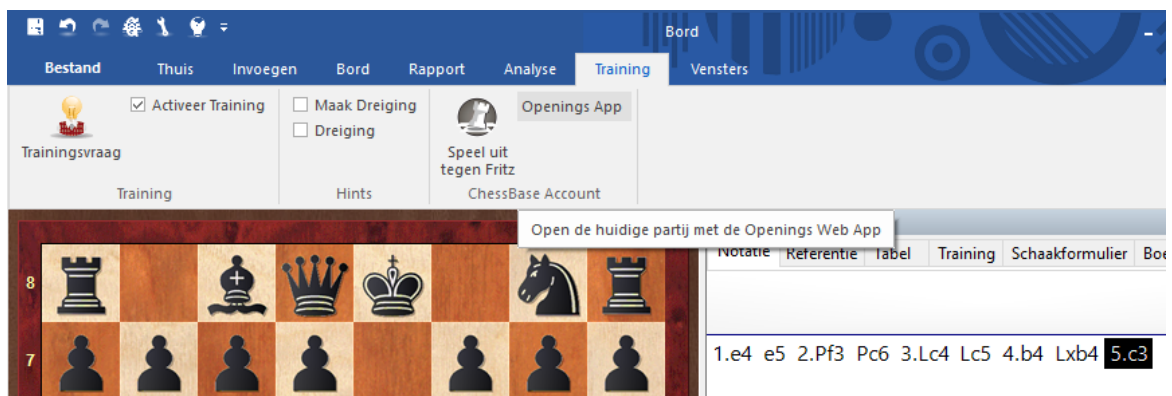 Bord
Bestand Thuis Invoegen Bord Rapport Analyse Training Vensters
Activeer Training
Trainingsvraag
Training
Maak Dreiging
Dreiging
Hints
Speel uit
tegen Fritz
Openings App
ChessBase Account
Open de huidige partij met de Openings Web App
Notatie Referentie Tabel Training Schaakformulier Boe
8
7
1.e4 e5 2.Pf3 Pc6 3.Lc4 Lc5 4.b4 Lxb4 5.c3